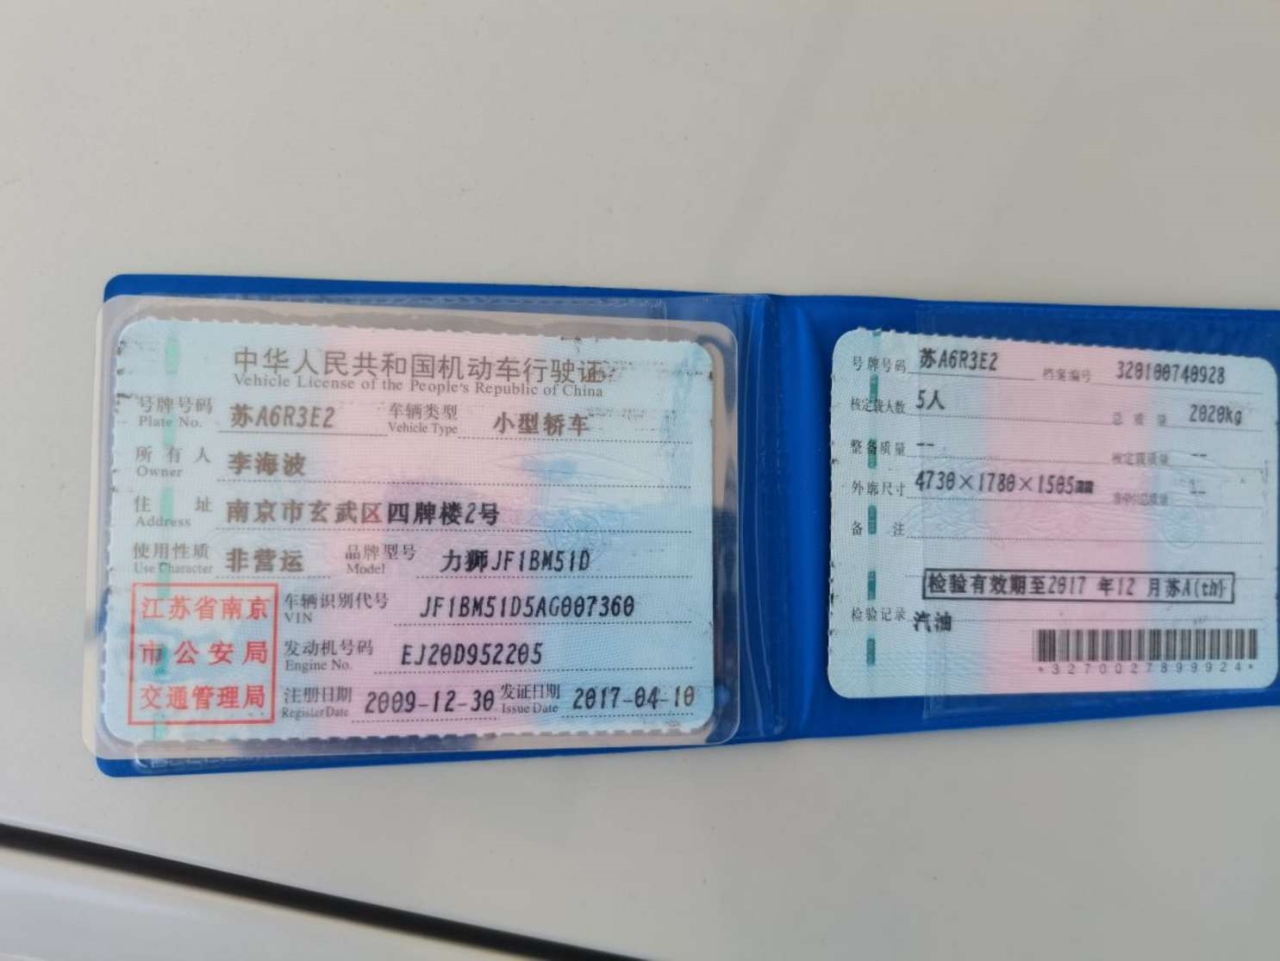 中华人民共和国机动车行驶证
Vehicle License of the People's Republic of China
号牌号码 苏A6R3E2 车辆类型 小型轿车
Plate No. Vehicle Type
所有人 李海波
Owner
住址 南京市玄武区四牌楼2号
Address
使用性质 非营运 品牌型号 力狮JF1BM51D
Use Character Model
江苏省南京
市公安局
交通管理局
车辆识别代号 JF1BM51D5AG007360
VIN
发动机号码 EJ20D952205
Engine No.
注册日期 2009-12-30 发证日期 2017-04-10
Register Date Issue Date
号牌号码 苏A6R3E2 档案编号 320100740928
核定载人数 5人 总质量 2020kg
整备质量 -- 核定载质量 --
外廓尺寸 4730×1780×1505mm --
备注
检验有效期至2017 年12 月苏A(th)
检验记录 汽油
*3270027899924*